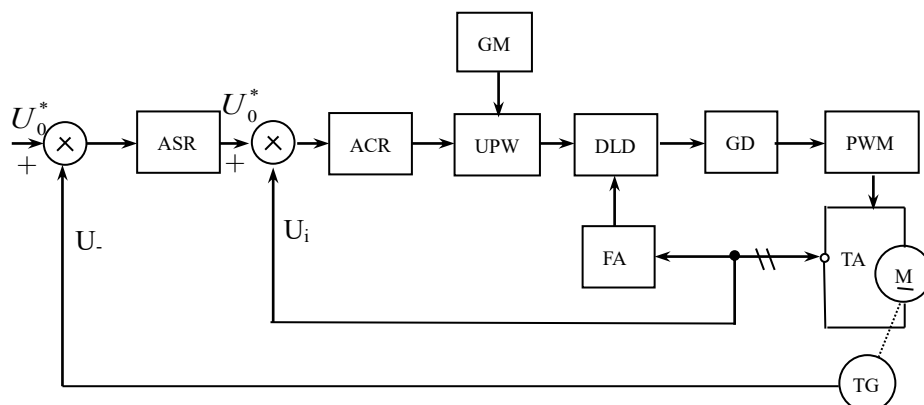 GM
U₀* U₀*
+ ASR + ACR UPW DLD GD PWM
U₋ Uᵢ FA TA M
TG